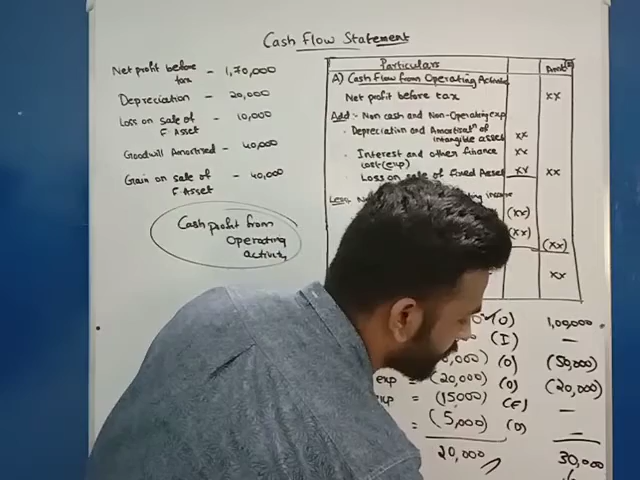 Cash Flow Statement
Net profit before tax - 1,70,000
Depreciation - 20,000
Loss on sale of F Asset - 10,000
Goodwill Amortised - 40,000
Gain on sale of F Asset - 40,000
Cash profit from
Operating
activity
Particulars Amt
A) Cash Flow from Operating Activities
Net profit before tax xx
Add:- Non cash and Non-Operating exp
. Depreciation and Amortisatn of
intangible asset xx
. Interest and other finance xx
cost (exp)
. Loss on sale of Fixed Asset xx xx
Less: income
(xx)
(xx) (xx)
xx
(O) 1,00,000
(I) —
(O) (50,000)
exp = (20,000) (O) (20,000)
= (15000) (F) —
= (5,000) (O) —
20,000 30,000